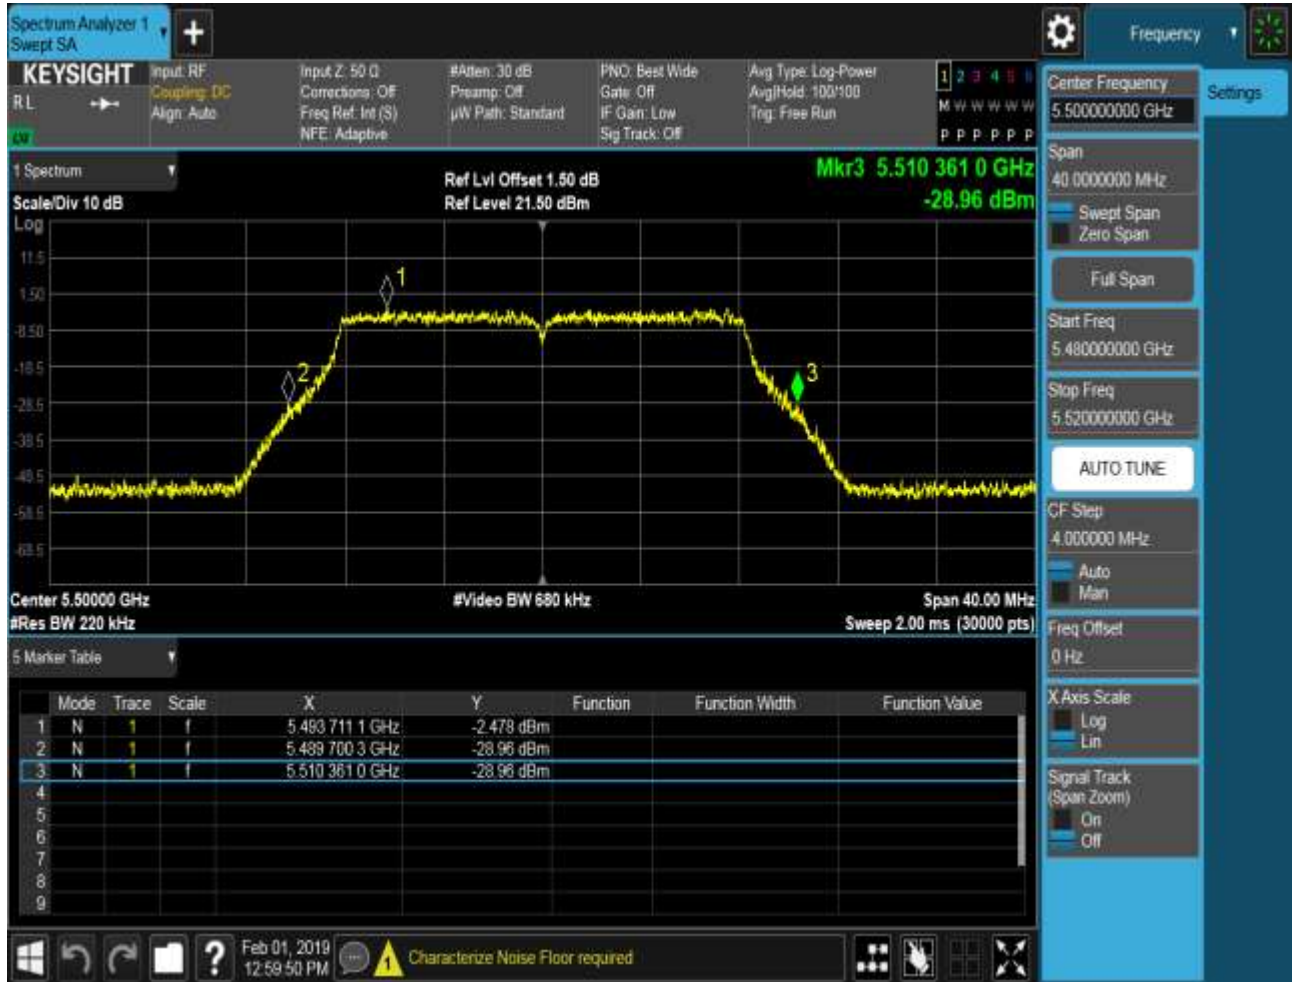 Spectrum Analyzer 1
Swept SA
+
Frequency
KEYSIGHT
R L
Input: RF
Coupling: DC
Align: Auto
Input Z: 50 Ω
Corrections: Off
Freq Ref: Int (S)
NFE: Adaptive
#Atten: 30 dB
Preamp: Off
µW Path: Standard
PNO: Best Wide
Gate: Off
IF Gain: Low
Sig Track: Off
Avg Type: Log-Power
Avg|Hold: 100/100
Trig: Free Run
1 2 3 4 5 6
M W W W W W
P P P P P P
1 Spectrum
Scale/Div 10 dB
Ref Lvl Offset 1.50 dB
Ref Level 21.50 dBm
Mkr3 5.510 361 0 GHz
-28.96 dBm
Log
11.5
1.50
-8.50
-18.5
-28.5
-38.5
-48.5
-58.5
-68.5
1
2
3
Center 5.50000 GHz
#Res BW 220 kHz
#Video BW 680 kHz
Span 40.00 MHz
Sweep 2.00 ms (30000 pts)
5 Marker Table
Mode Trace Scale X Y Function Function Width Function Value
1 N 1 f 5.493 711 1 GHz -2.478 dBm
2 N 1 f 5.489 700 3 GHz -28.96 dBm
3 N 1 f 5.510 361 0 GHz -28.96 dBm
4
5
6
7
8
9
Center Frequency
5.500000000 GHz
Settings
Span
40.0000000 MHz
Swept Span
Zero Span
Full Span
Start Freq
5.480000000 GHz
Stop Freq
5.520000000 GHz
AUTO TUNE
CF Step
4.000000 MHz
Auto
Man
Freq Offset
0 Hz
X Axis Scale
Log
Lin
Signal Track
(Span Zoom)
On
Off
?
Feb 01, 2019
12:59:50 PM
1
Characterize Noise Floor required